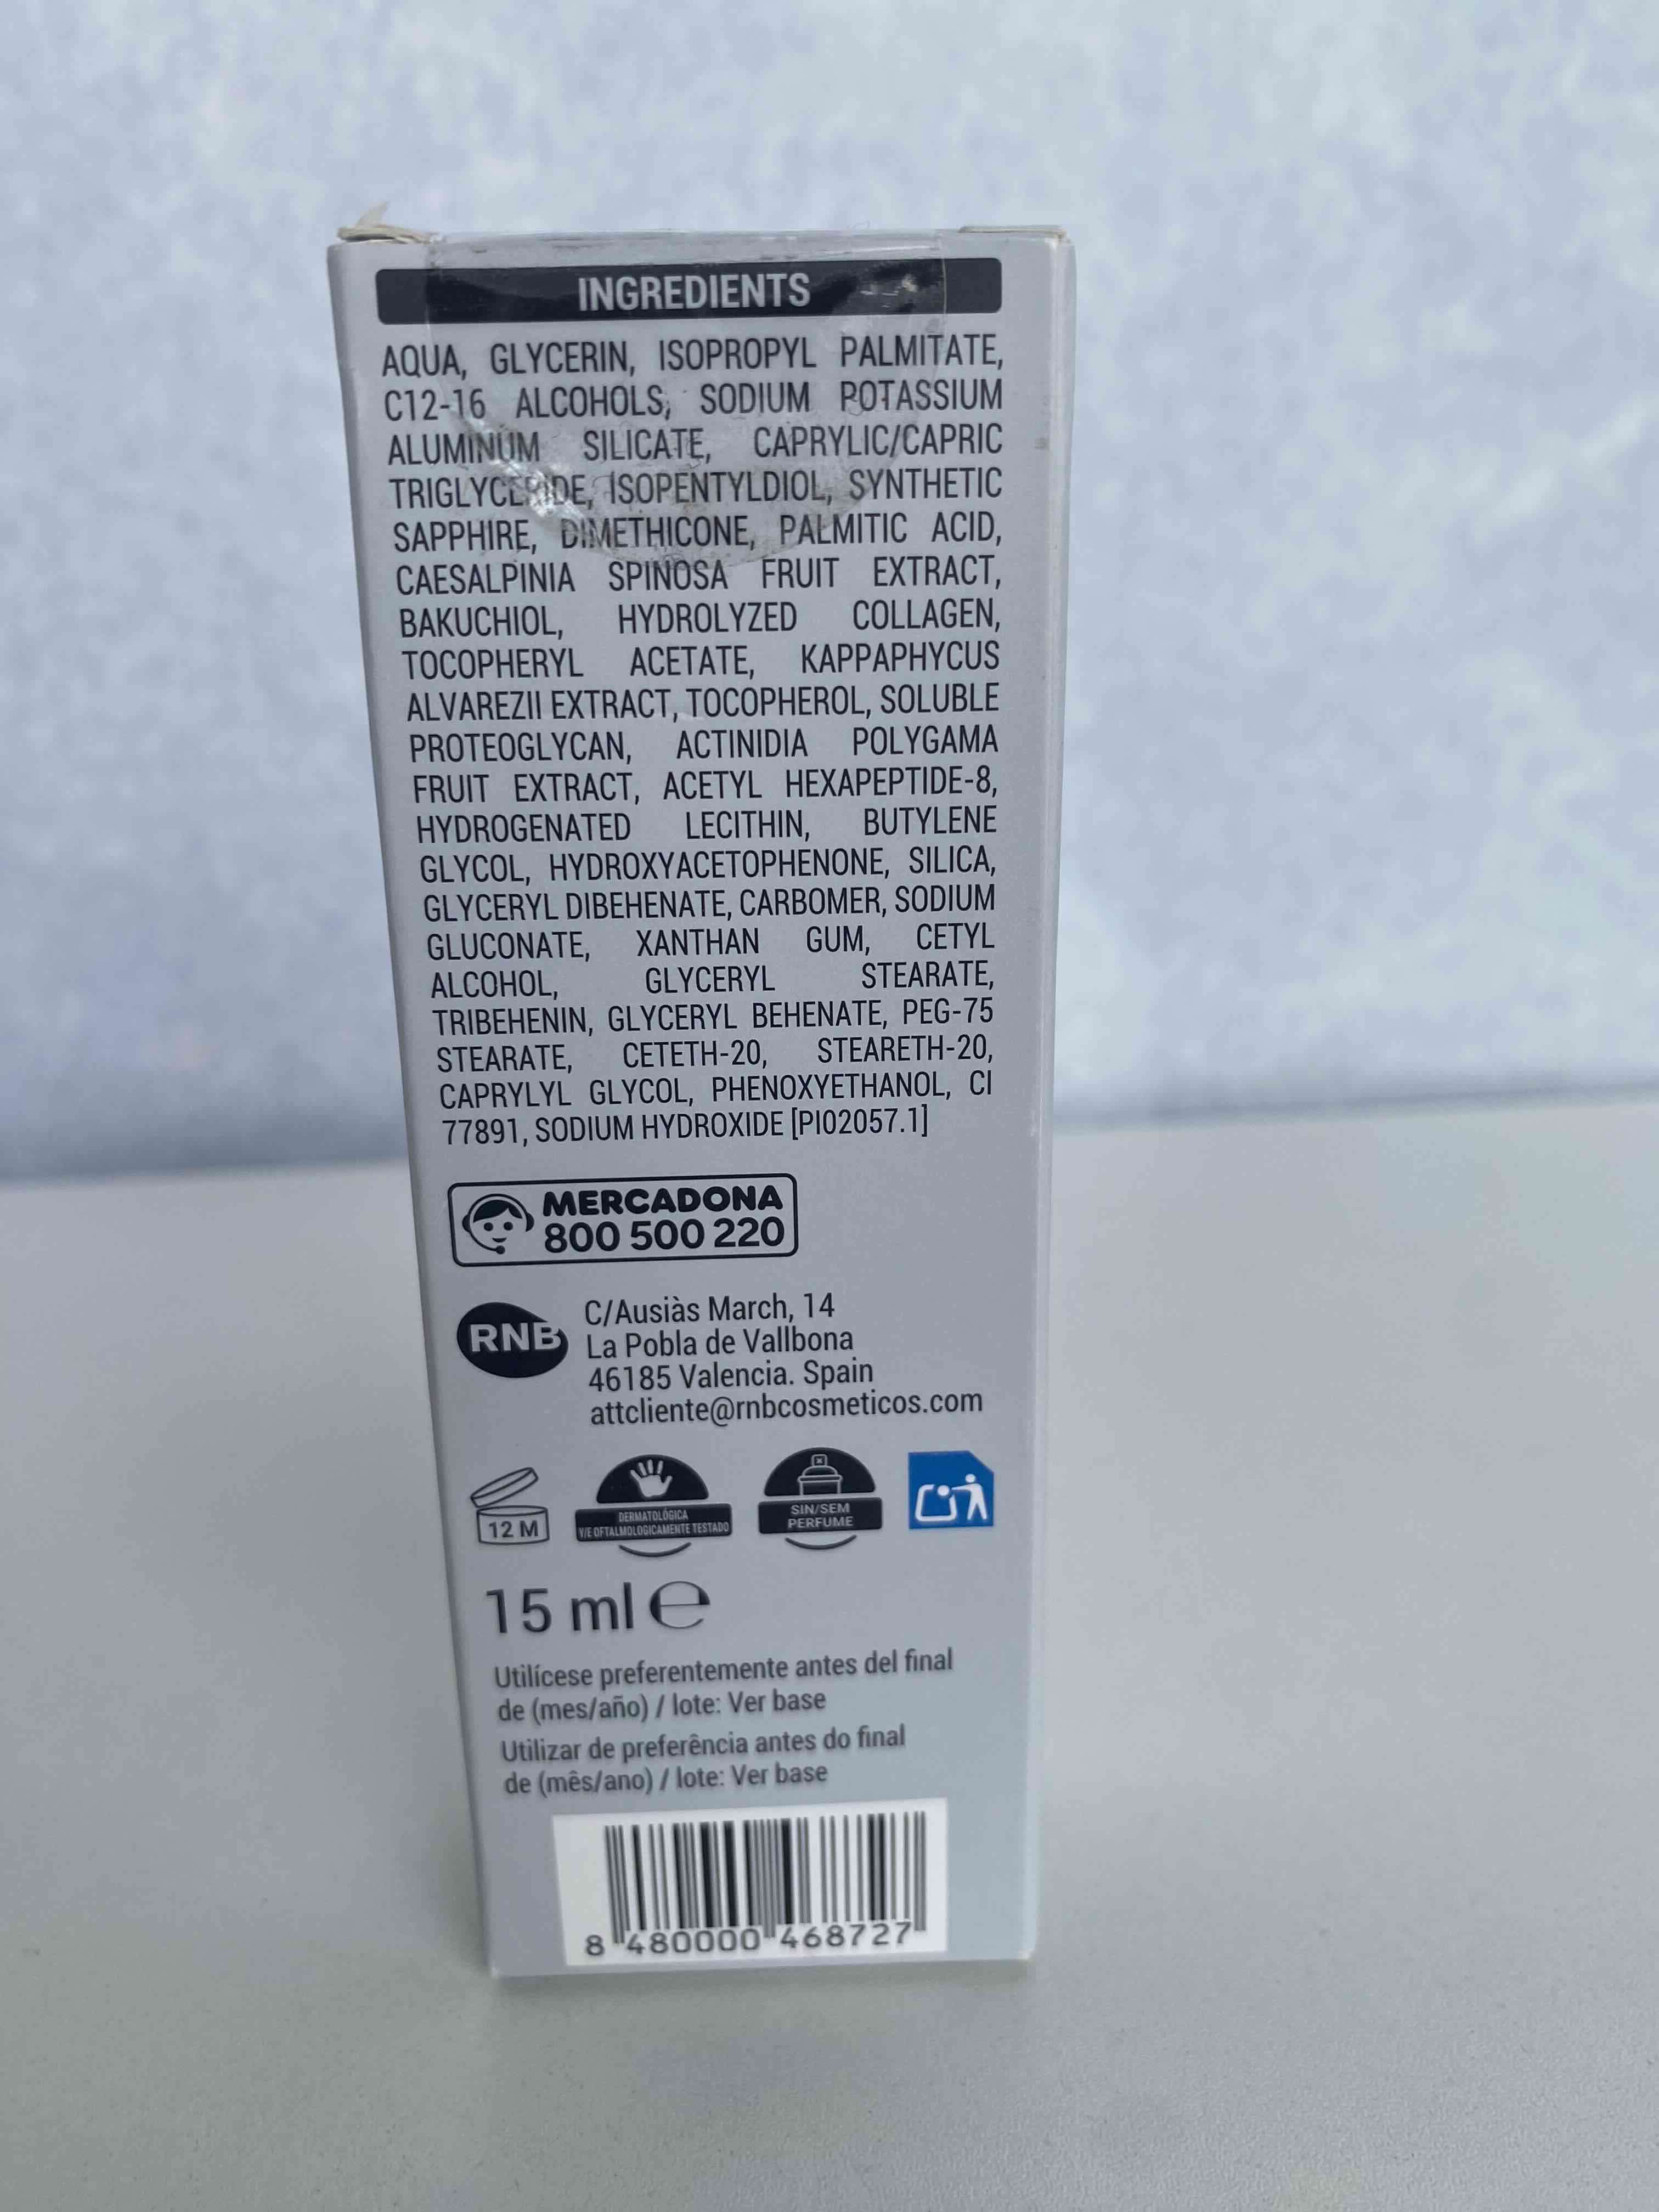 INGREDIENTS
AQUA, GLYCERIN, ISOPROPYL PALMITATE,
C12-16 ALCOHOLS, SODIUM POTASSIUM
ALUMINUM SILICATE, CAPRYLIC/CAPRIC
TRIGLYCERIDE, ISOPENTYLDIOL, SYNTHETIC
SAPPHIRE, DIMETHICONE, PALMITIC ACID,
CAESALPINIA SPINOSA FRUIT EXTRACT,
BAKUCHIOL, HYDROLYZED COLLAGEN,
TOCOPHERYL ACETATE, KAPPAPHYCUS
ALVAREZII EXTRACT, TOCOPHEROL, SOLUBLE
PROTEOGLYCAN, ACTINIDIA POLYGAMA
FRUIT EXTRACT, ACETYL HEXAPEPTIDE-8,
HYDROGENATED LECITHIN, BUTYLENE
GLYCOL, HYDROXYACETOPHENONE, SILICA,
GLYCERYL DIBEHENATE, CARBOMER, SODIUM
GLUCONATE, XANTHAN GUM, CETYL
ALCOHOL, GLYCERYL STEARATE,
TRIBEHENIN, GLYCERYL BEHENATE, PEG-75
STEARATE, CETETH-20, STEARETH-20,
CAPRYLYL GLYCOL, PHENOXYETHANOL, CI
77891, SODIUM HYDROXIDE [PI02057.1]
MERCADONA
800 500 220
RNB
C/Ausiàs March, 14
La Pobla de Vallbona
46185 Valencia. Spain
attcliente@rnbcosmeticos.com
12 M
DERMATOLÓGICA
Y/E OFTALMOLOGICAMENTE TESTADO
SIN/SEM
PERFUME
15 ml e
Utilícese preferentemente antes del final
de (mes/año) / lote: Ver base
Utilizar de preferência antes do final
de (mês/ano) / lote: Ver base
8 480000 468727